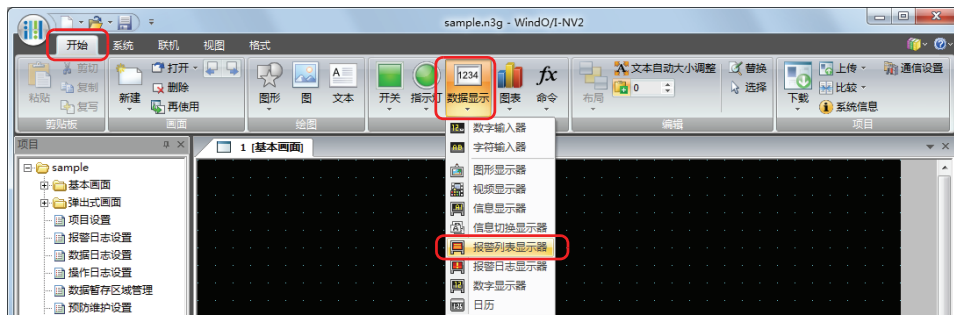 sample.n3g - WindO/I-NV2
开始 系统 联机 视图 格式
剪切 复制 复写 粘贴 剪贴板
新建 打开 删除 再使用 画面
图形 图 文本 绘图
开关 指示灯 1234 数据显示 图表 fx 命令
布局 文本自动大小调整 0 替换 选择 编辑
下载 上传 比较 系统信息 通信设置 项目
项目
1 [基本画面]
sample
基本画面
弹出式画面
项目设置
报警日志设置
数据日志设置
操作日志设置
数据暂存区域管理
预防维护设置
数字输入器
字符输入器
图形显示器
视频显示器
信息显示器
信息切换显示器
报警列表显示器
报警日志显示器
数字显示器
日历